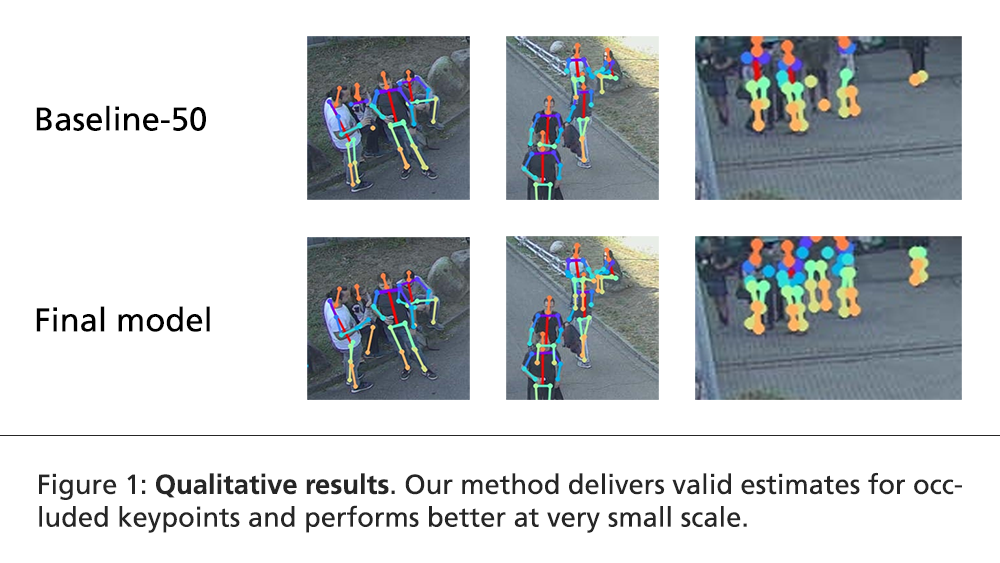 Baseline-50
Final model
Figure 1: Qualitative results. Our method delivers valid estimates for occ-
luded keypoints and performs better at very small scale.